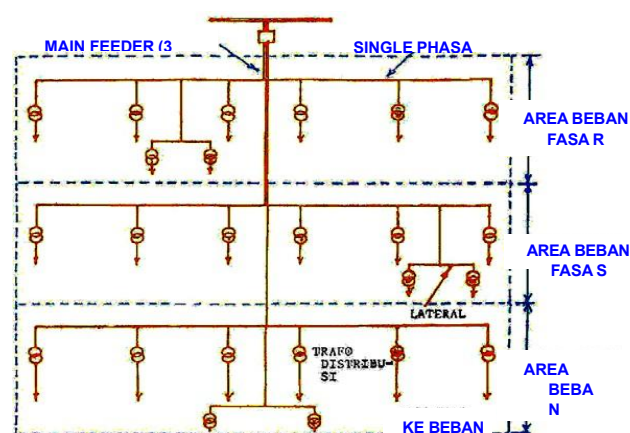 MAIN FEEDER (3
SINGLE PHASA
AREA BEBAN
FASA R
AREA BEBAN
FASA S
LATERAL
TRAFO
DISTRIBU-
SI
AREA
BEBA
N
KE BEBAN